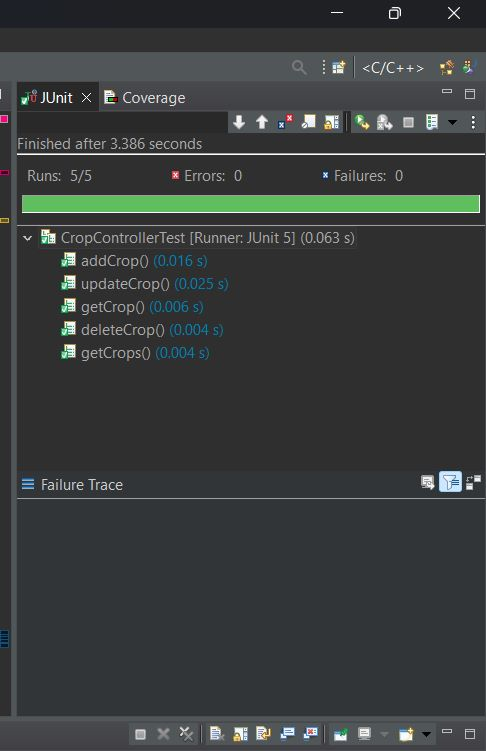 <C/C++>
JUnit Coverage
Finished after 3.386 seconds
Runs: 5/5 Errors: 0 Failures: 0
CropControllerTest [Runner: JUnit 5] (0.063 s)
addCrop() (0.016 s)
updateCrop() (0.025 s)
getCrop() (0.006 s)
deleteCrop() (0.004 s)
getCrops() (0.004 s)
Failure Trace